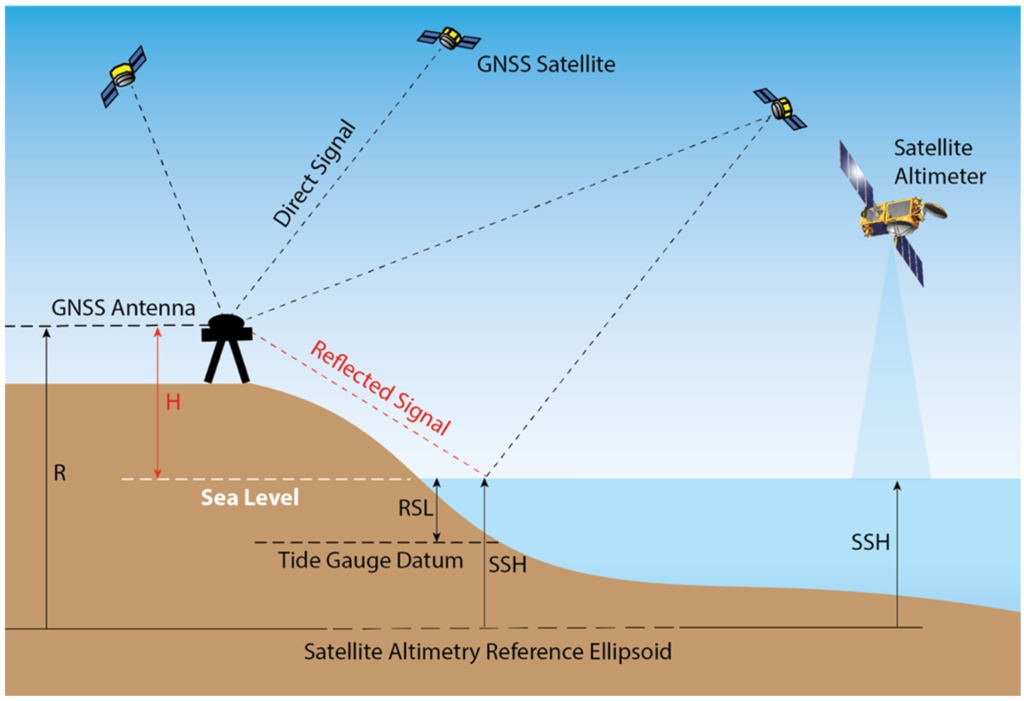 GNSS Satellite
Direct Signal
Satellite
Altimeter
GNSS Antenna
Reflected Signal
H
R
Sea Level
RSL
SSH
Tide Gauge Datum
SSH
Satellite Altimetry Reference Ellipsoid